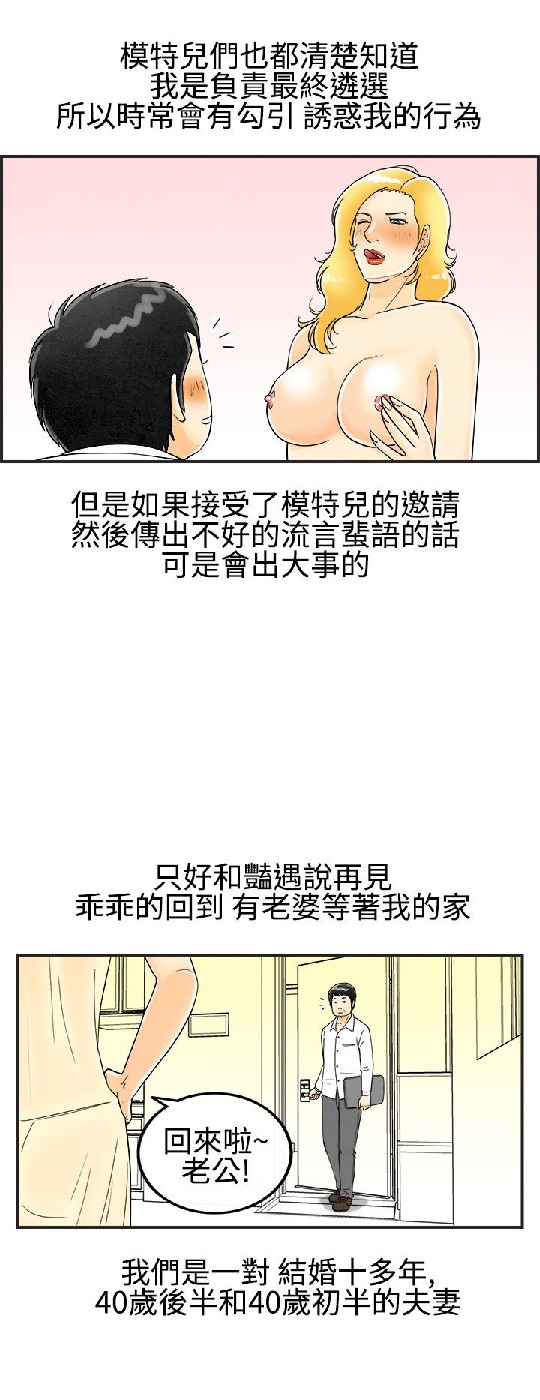 模特兒們也都清楚知道
我是負責最終遴選
所以時常會有勾引 誘惑我的行為
但是如果接受了模特兒的邀請
然後傳出不好的流言蜚語的話
可是會出大事的
只好和豔遇說再見
乖乖的回到 有老婆等著我的家
回來啦~
老公!
我們是一對 結婚十多年,
40歲後半和40歲初半的夫妻